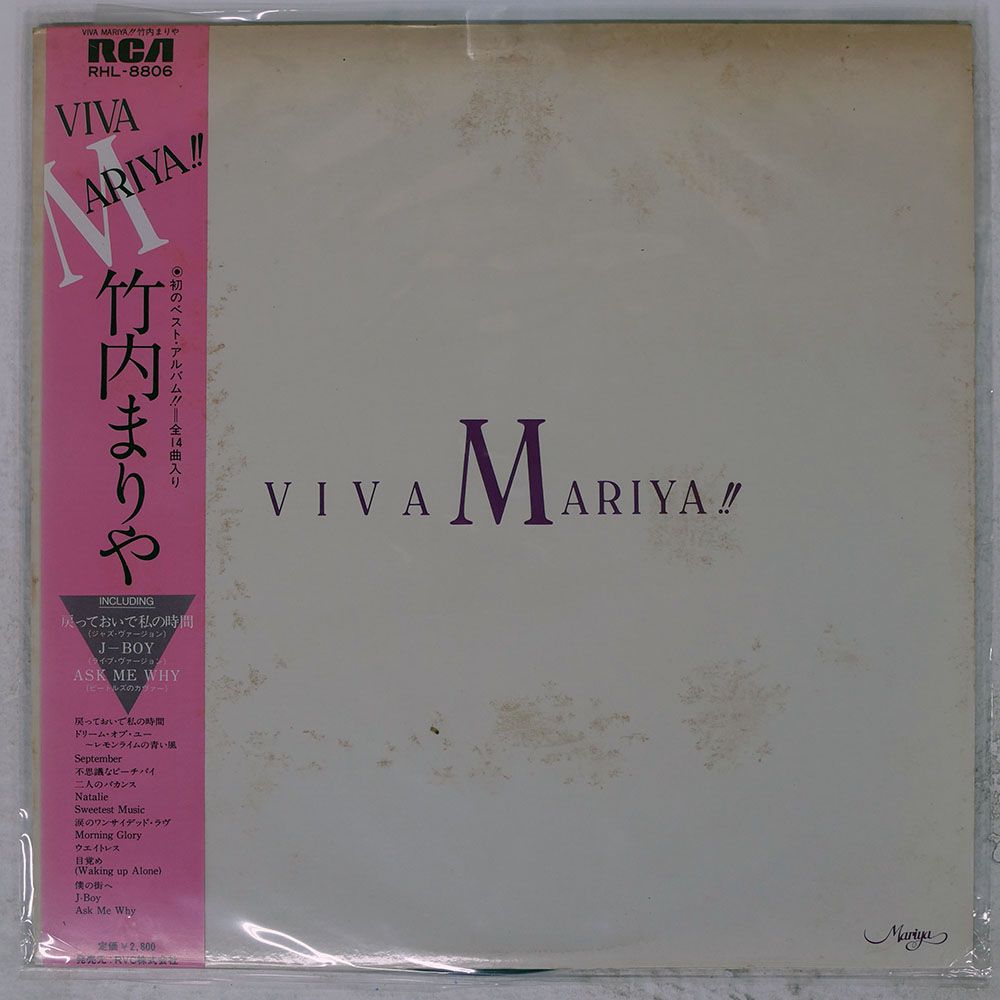 VIVA MARIYA!! 竹内まりや
RCA
RHL-8806
VIVA
MARIYA!!
竹内まりや
◉初のベスト・アルバム!!=全14曲入り
INCLUDING
戻っておいで私の時間
(ジャズ・ヴァージョン)
J-BOY
(ライブ・ヴァージョン)
ASK ME WHY
(ビートルズのカヴァー)
戻っておいで私の時間
ドリーム・オブ・ユー
〜レモンライムの青い風
September
不思議なピーチパイ
二人のバカンス
Natalie
Sweetest Music
涙のワンサイデッド・ラヴ
Morning Glory
ウエイトレス
目覚め
(Waking up Alone)
僕の街へ
J-Boy
Ask Me Why
定価￥2,800
発売元:RVC株式会社
VIVA MARIYA!!
Mariya